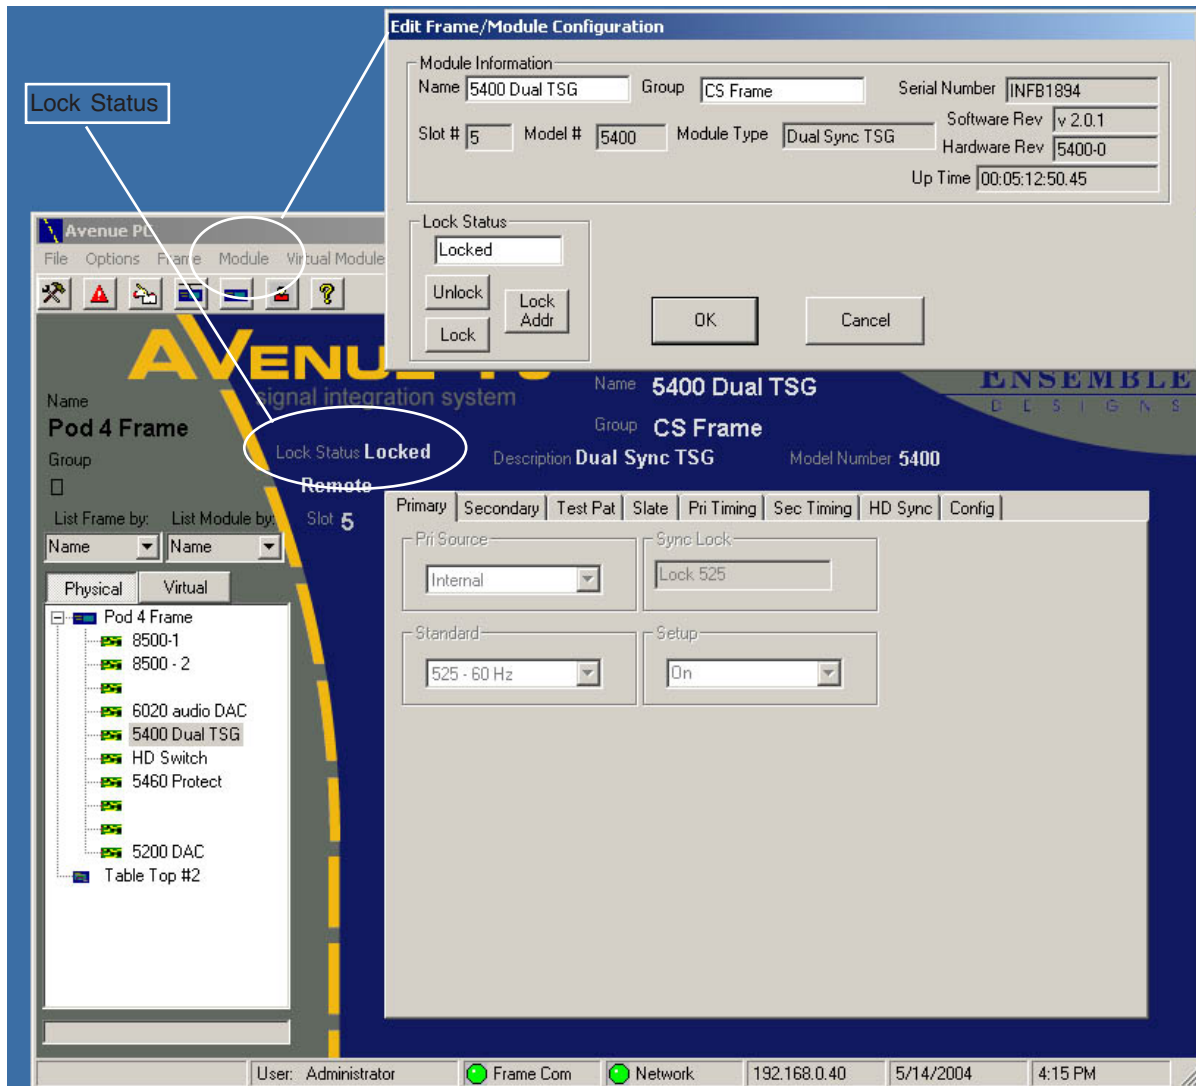 Edit Frame/Module Configuration
Module Information
Name 5400 Dual TSG Group CS Frame Serial Number INFB1894
Slot # 5 Model # 5400 Module Type Dual Sync TSG Software Rev v 2.0.1
Hardware Rev 5400-0
Up Time 00:05:12:50.45
Lock Status
Locked
Unlock
Lock
Lock Addr
OK
Cancel
Lock Status
Avenue PC
File Options Frame Module Virtual Module
AVENUE
signal integration system
ENSEMBLE
DESIGNS
Name
Pod 4 Frame
Group
Name 5400 Dual TSG
Group CS Frame
Lock Status Locked
Description Dual Sync TSG
Model Number 5400
Remote
Slot 5
List Frame by: List Module by:
Name Name
Physical Virtual
Pod 4 Frame
8500-1
8500 - 2
6020 audio DAC
5400 Dual TSG
HD Switch
5460 Protect
5200 DAC
Table Top #2
Primary Secondary Test Pat Slate Pri Timing Sec Timing HD Sync Config
Pri Source
Internal
Sync Lock
Lock 525
Standard
525 - 60 Hz
Setup
On
User: Administrator Frame Com Network 192.168.0.40 5/14/2004 4:15 PM